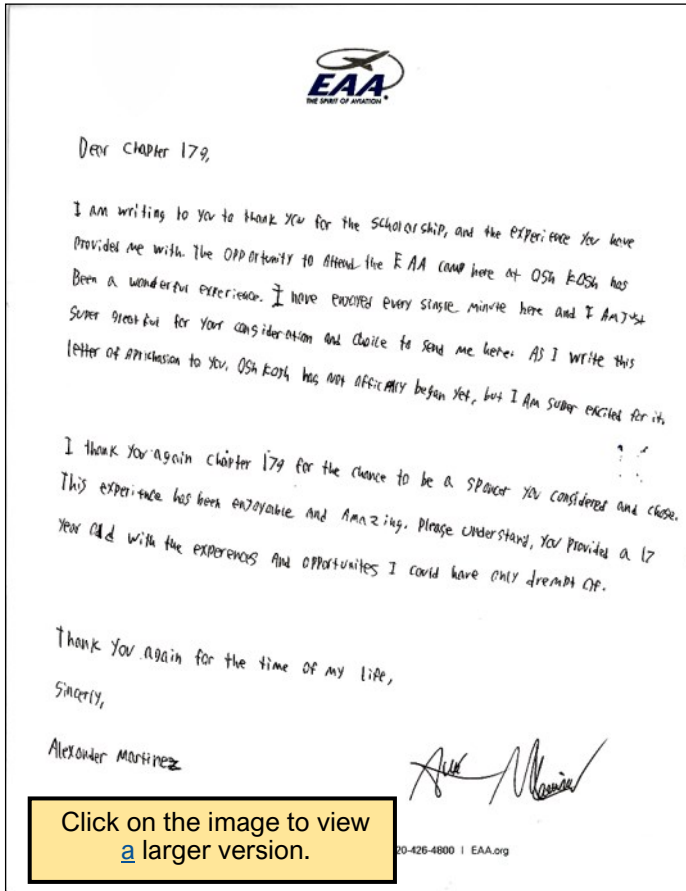 EAA
THE SPIRIT OF AVIATION
Dear Chapter 179,
I am writing to you to thank you for the scholarship, and the experience you have
provided me with. The opportunity to attend the EAA camp here at Osh kosh has
Been a wonderful experience. I have enjoyed every single minute here and I Am Just
Super greatful for your consideration and choice to send me here. As I write this
letter of Aprichasion to you, Osh Kosh has not officaly began yet, but I Am super excited for it.
I thank you again chapter 179 for the chance to be a you considered and chose.
This experience has been enjoyable and Amazing. Please understand, you provided a 17
year old with the experences And opportunites I could have only drempt of.
Thank you again for the time of my life,
Sincerly,
Alexander Martinez
Click on the image to view
a larger version.
20-426-4800 | EAA.org